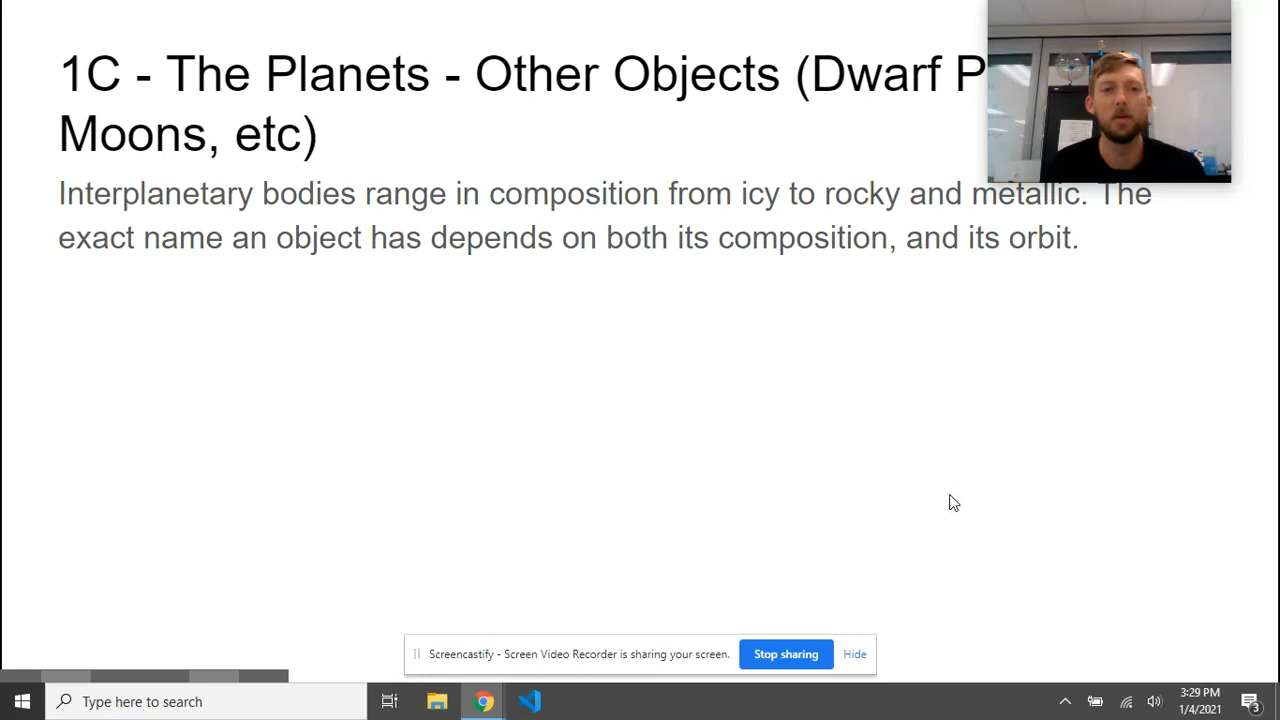 1C - The Planets - Other Objects (Dwarf P
Moons, etc)
Interplanetary bodies range in composition from icy to rocky and metallic. The
exact name an object has depends on both its composition, and its orbit.
Screencastify - Screen Video Recorder is sharing your screen.
Stop sharing
Hide
Type here to search
3:29 PM
1/4/2021
3